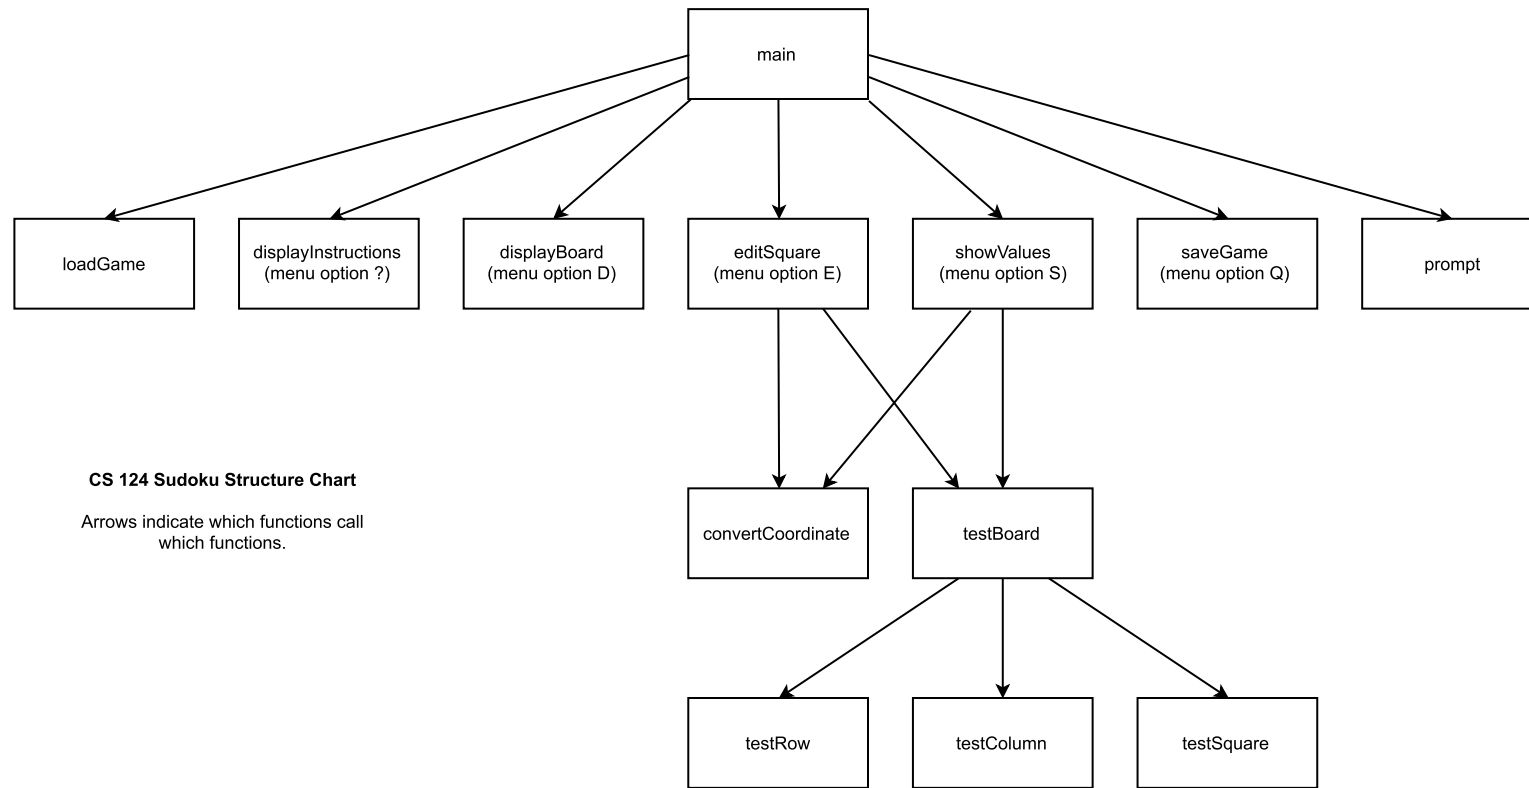 main
loadGame
displayInstructions
(menu option ?)
displayBoard
(menu option D)
editSquare
(menu option E)
showValues
(menu option S)
saveGame
(menu option Q)
prompt
CS 124 Sudoku Structure Chart
Arrows indicate which functions call
which functions.
convertCoordinate
testBoard
testRow
testColumn
testSquare